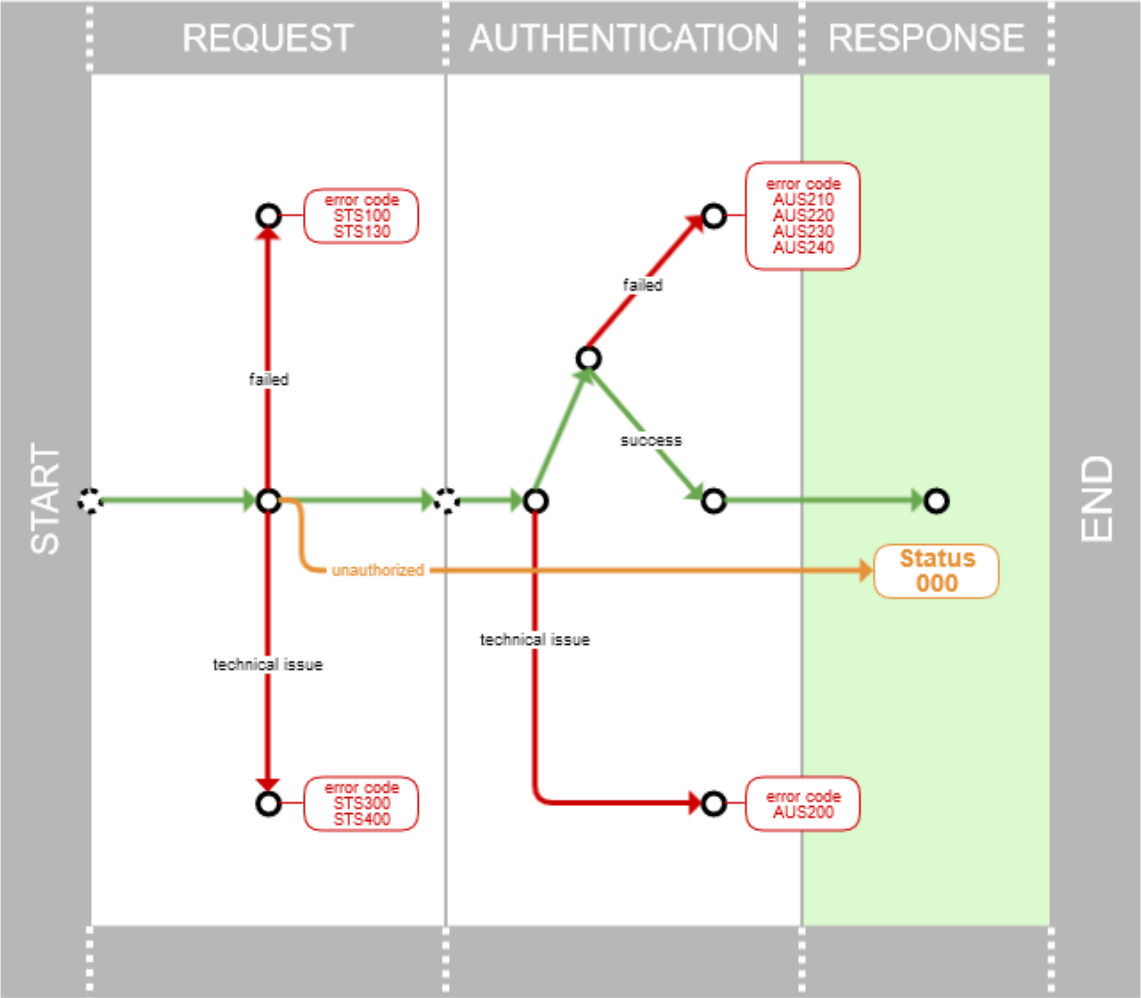 REQUEST
AUTHENTICATION
RESPONSE
START
END
error code
STS100
STS130
error code
AUS210
AUS220
AUS230
AUS240
failed
failed
success
unauthorized
Status
000
technical issue
technical issue
error code
STS300
STS400
error code
AUS200